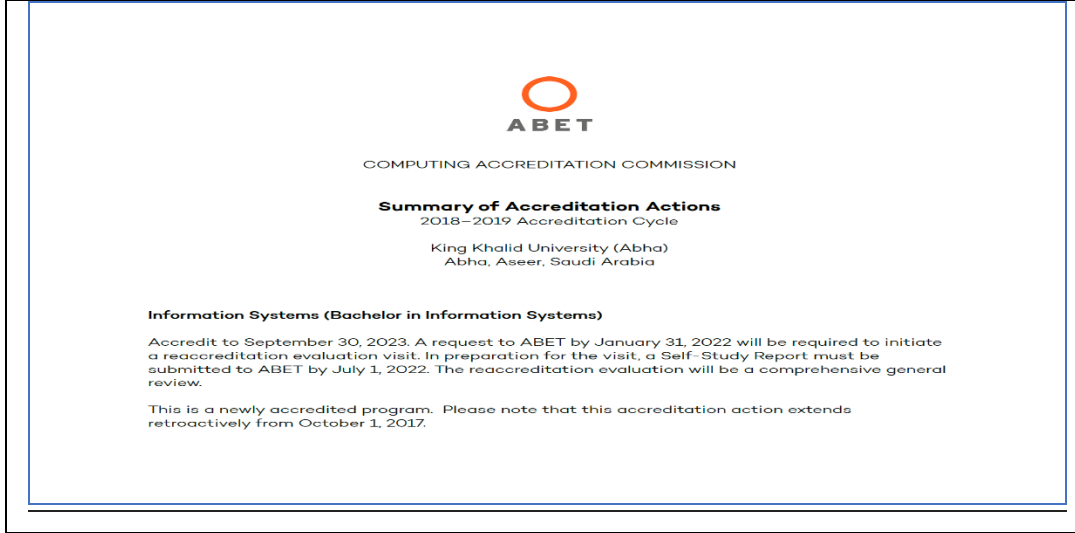 ABET
COMPUTING ACCREDITATION COMMISSION
Summary of Accreditation Actions
2018–2019 Accreditation Cycle
King Khalid University (Abha)
Abha, Aseer, Saudi Arabia
Information Systems (Bachelor in Information Systems)
Accredit to September 30, 2023. A request to ABET by January 31, 2022 will be required to initiate
a reaccreditation evaluation visit. In preparation for the visit, a Self-Study Report must be
submitted to ABET by July 1, 2022. The reaccreditation evaluation will be a comprehensive general
review.
This is a newly accredited program. Please note that this accreditation action extends
retroactively from October 1, 2017.